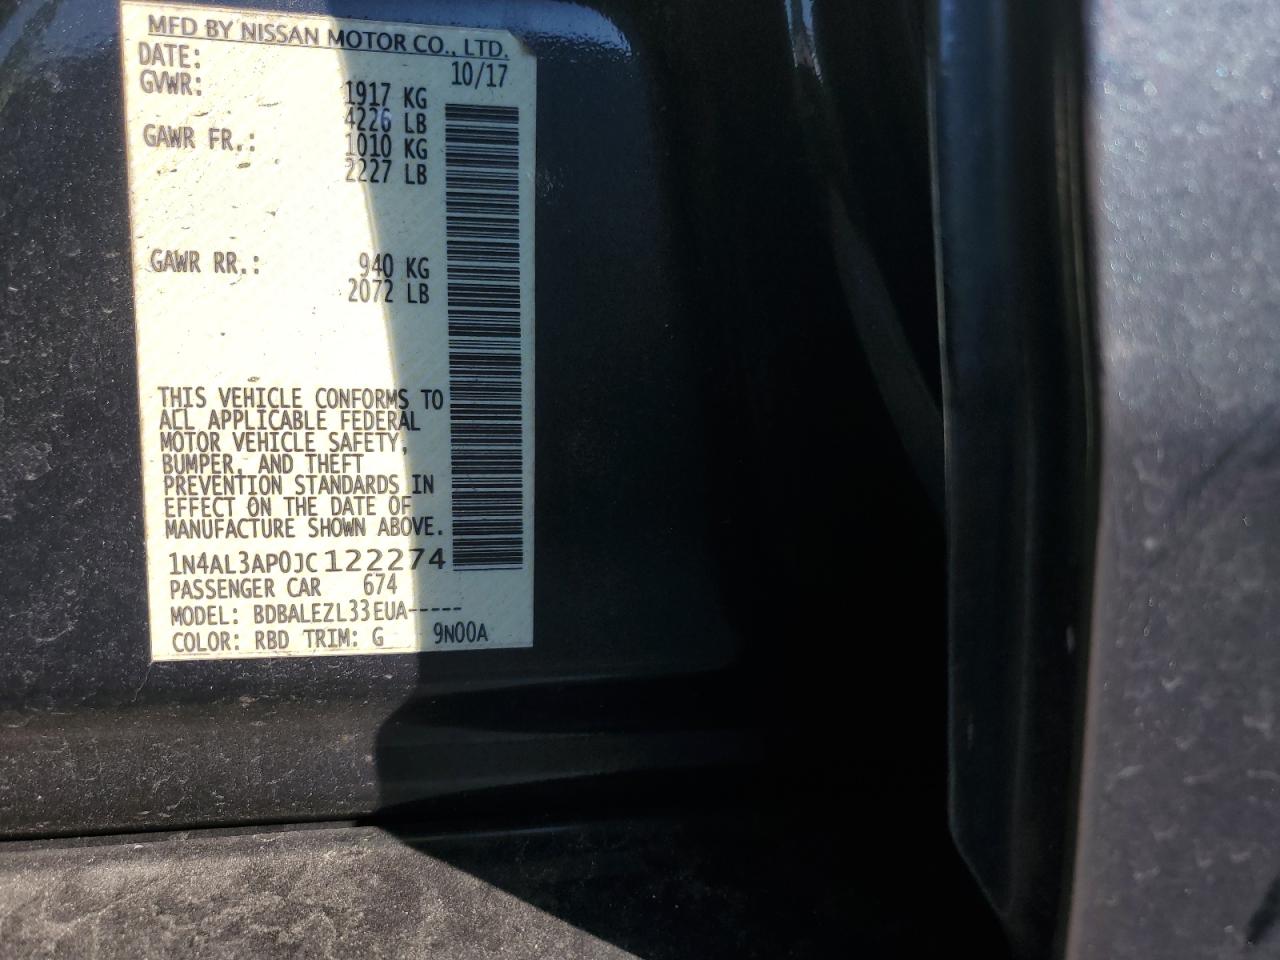 MFD BY NISSAN MOTOR CO., LTD.
DATE: 10/17
GVWR: 1917 KG
4226 LB
GAWR FR.: 1010 KG
2227 LB
GAWR RR.: 940 KG
2072 LB
THIS VEHICLE CONFORMS TO
ALL APPLICABLE FEDERAL
MOTOR VEHICLE SAFETY,
BUMPER, AND THEFT
PREVENTION STANDARDS IN
EFFECT ON THE DATE OF
MANUFACTURE SHOWN ABOVE.
1N4AL3AP0JC122274
PASSENGER CAR 674
MODEL: BDBALEZL33EUA-----
COLOR: RBD TRIM: G 9N00A